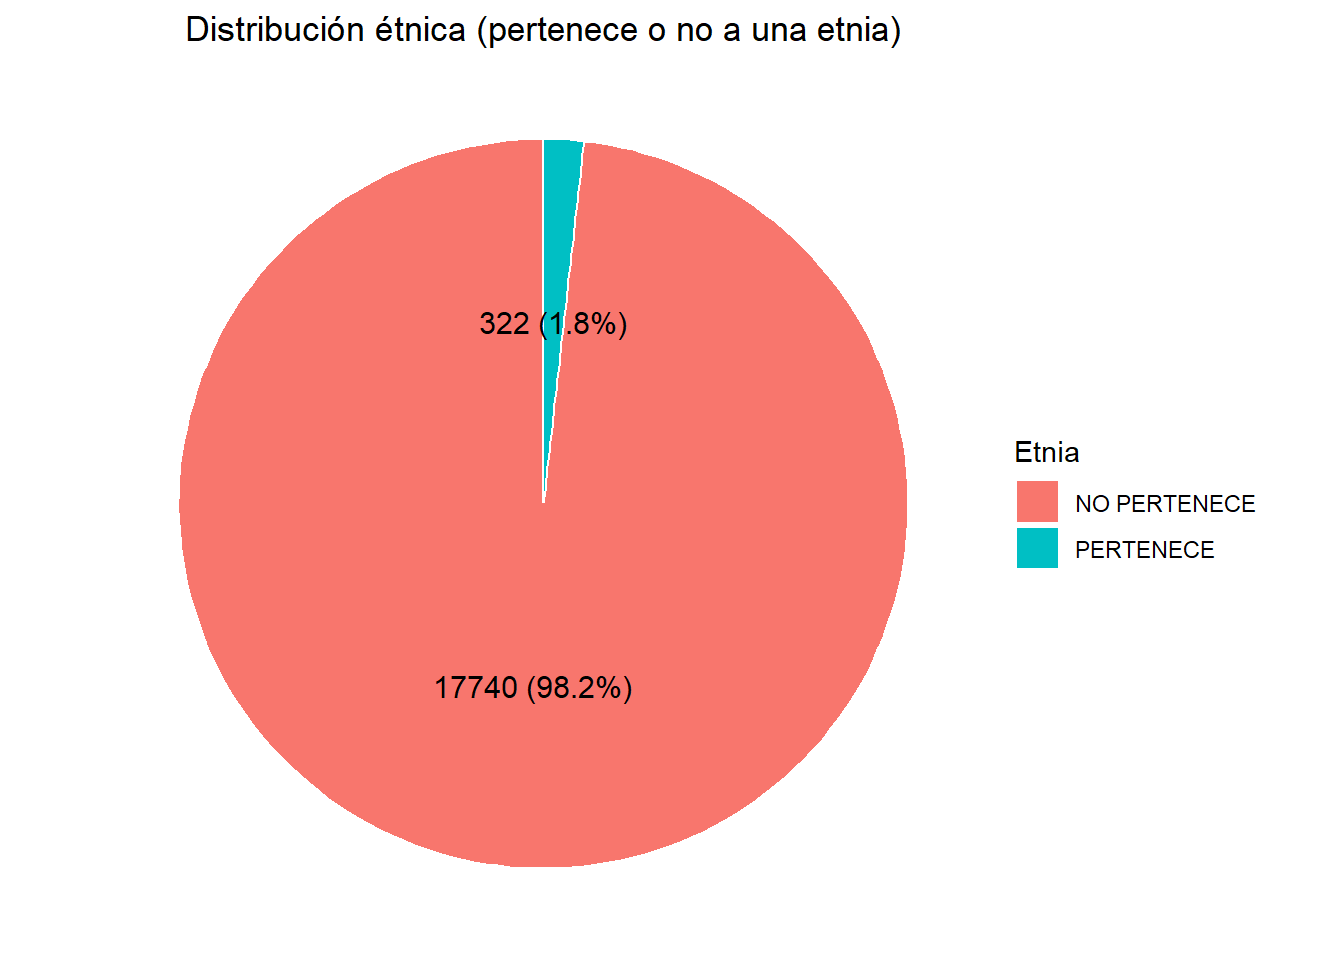 Distribución étnica (pertenece o no a una etnia)
322 (1.8%)
17740 (98.2%)
Etnia
NO PERTENECE
PERTENECE